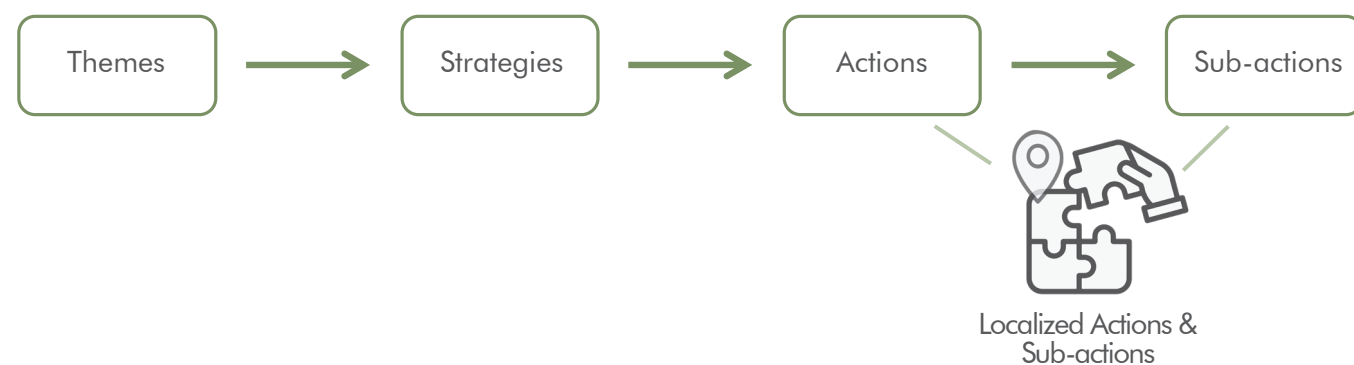 Themes
Strategies
Actions
Sub-actions
Localized Actions &
Sub-actions